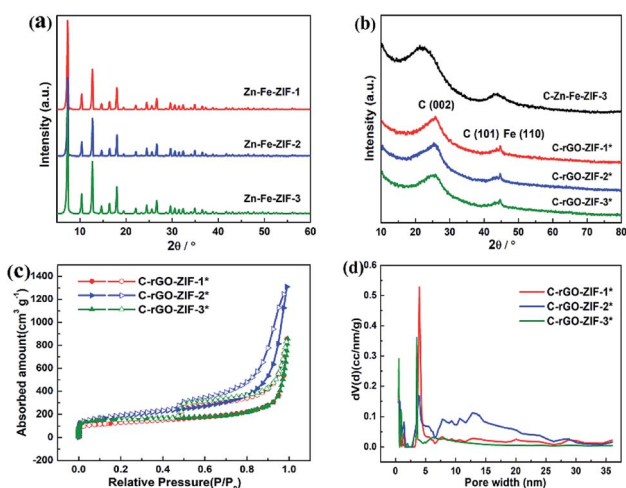 (a)
Intensity (a.u.)
Zn-Fe-ZIF-1
Zn-Fe-ZIF-2
Zn-Fe-ZIF-3
0 10 20 30 40 50 60
2θ / °
(b)
Intensity (a.u.)
C-Zn-Fe-ZIF-3
C (002)
C (101) Fe (110)
C-rGO-ZIF-1*
C-rGO-ZIF-2*
C-rGO-ZIF-3*
10 20 30 40 50 60 70 80
2θ / °
(c)
Absorbed amount(cm³ g⁻¹)
1400
1200
1000
800
600
400
200
0
-200
C-rGO-ZIF-1*
C-rGO-ZIF-2*
C-rGO-ZIF-3*
0.0 0.2 0.4 0.6 0.8 1.0
Relative Pressure(P/P₀)
(d)
dV(d)(cc/nm/g)
0.6
0.5
0.4
0.3
0.2
0.1
0.0
C-rGO-ZIF-1*
C-rGO-ZIF-2*
C-rGO-ZIF-3*
0 5 10 15 20 25 30 35
Pore width (nm)